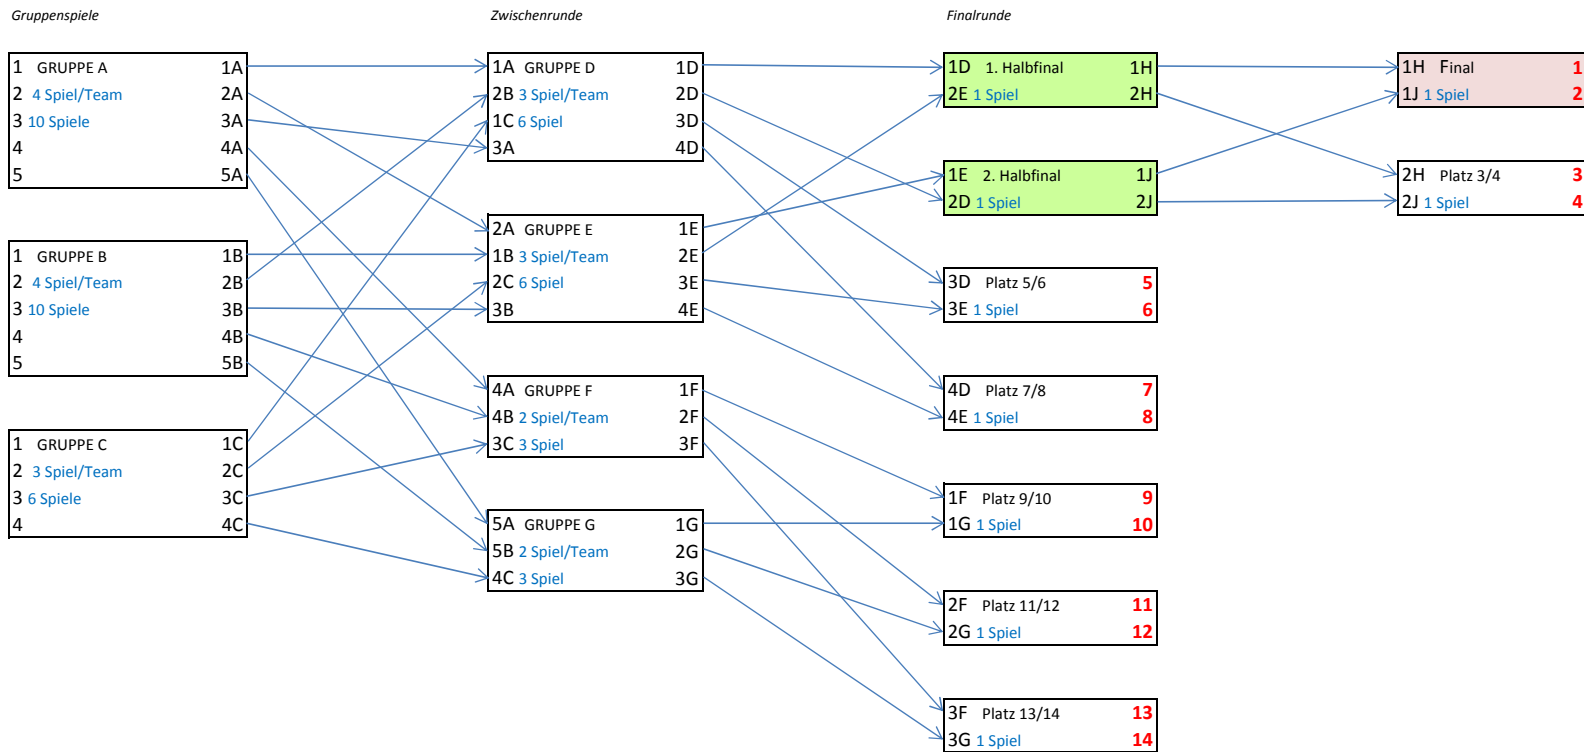 Gruppenspiele
Zwischenrunde
Finalrunde
1 GRUPPE A 1A
2 4 Spiel/Team 2A
3 10 Spiele 3A
4 4A
5 5A
1 GRUPPE B 1B
2 4 Spiel/Team 2B
3 10 Spiele 3B
4 4B
5 5B
1 GRUPPE C 1C
2 3 Spiel/Team 2C
3 6 Spiele 3C
4 4C
1A GRUPPE D 1D
2B 3 Spiel/Team 2D
1C 6 Spiel 3D
3A 4D
2A GRUPPE E 1E
1B 3 Spiel/Team 2E
2C 6 Spiel 3E
3B 4E
4A GRUPPE F 1F
4B 2 Spiel/Team 2F
3C 3 Spiel 3F
5A GRUPPE G 1G
5B 2 Spiel/Team 2G
4C 3 Spiel 3G
1D 1. Halbfinal 1H
2E 1 Spiel 2H
1E 2. Halbfinal 1J
2D 1 Spiel 2J
3D Platz 5/6 5
3E 1 Spiel 6
4D Platz 7/8 7
4E 1 Spiel 8
1F Platz 9/10 9
1G 1 Spiel 10
2F Platz 11/12 11
2G 1 Spiel 12
3F Platz 13/14 13
3G 1 Spiel 14
1H Final 1
1J 1 Spiel 2
2H Platz 3/4 3
2J 1 Spiel 4